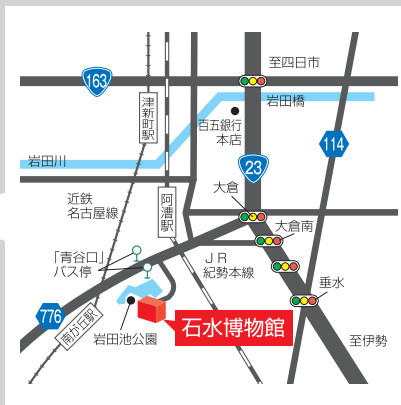 至四日市
163
岩田橋
津新町駅
百五銀行
本店
114
岩田川
23
大倉
近鉄
名古屋線
阿漕駅
大倉南
「青谷口」
バス停
ＪＲ
紀勢本線
垂水
776
南が丘駅
岩田池公園
石水博物館
至伊勢